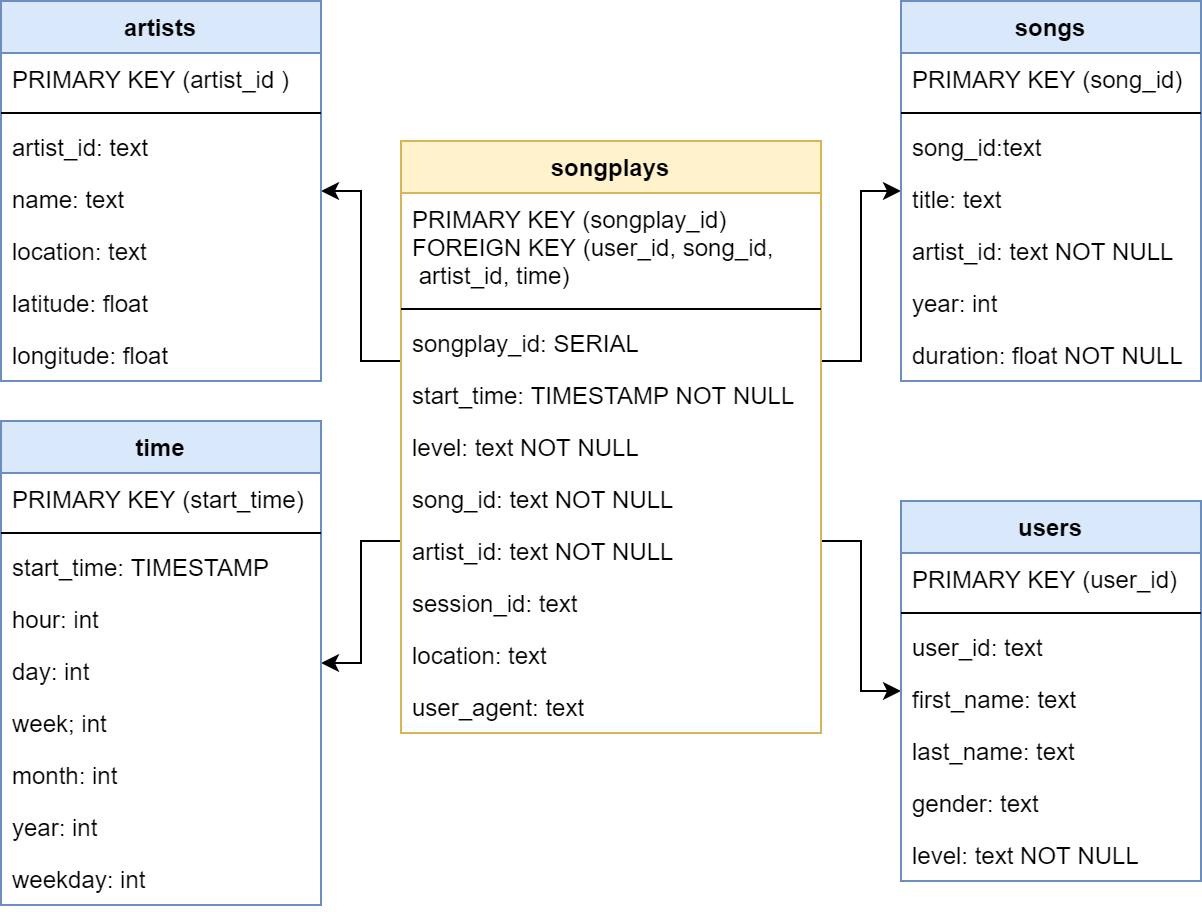 artists
PRIMARY KEY (artist_id )
artist_id: text
name: text
location: text
latitude: float
longitude: float
time
PRIMARY KEY (start_time)
start_time: TIMESTAMP
hour: int
day: int
week; int
month: int
year: int
weekday: int
songplays
PRIMARY KEY (songplay_id)
FOREIGN KEY (user_id, song_id,
artist_id, time)
songplay_id: SERIAL
start_time: TIMESTAMP NOT NULL
level: text NOT NULL
song_id: text NOT NULL
artist_id: text NOT NULL
session_id: text
location: text
user_agent: text
songs
PRIMARY KEY (song_id)
song_id:text
title: text
artist_id: text NOT NULL
year: int
duration: float NOT NULL
users
PRIMARY KEY (user_id)
user_id: text
first_name: text
last_name: text
gender: text
level: text NOT NULL